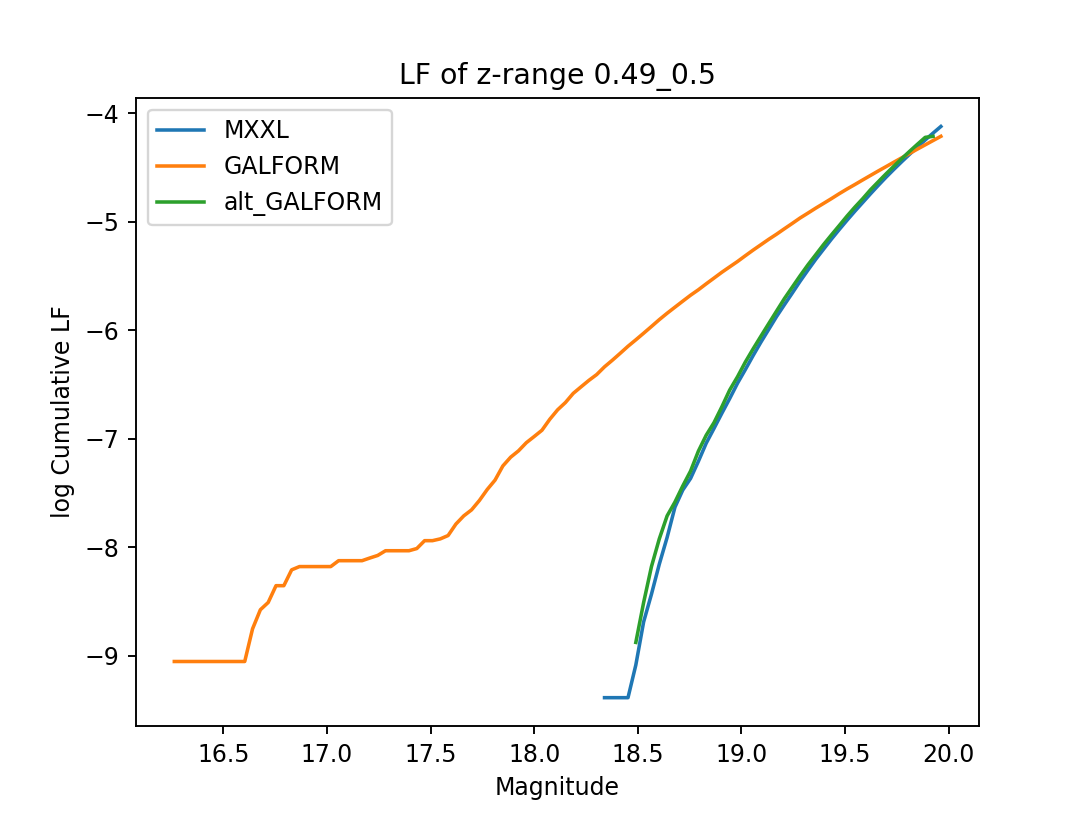 LF of z-range 0.49_0.5
MXXL
GALFORM
alt_GALFORM
log Cumulative LF
−4
−5
−6
−7
−8
−9
16.5 17.0 17.5 18.0 18.5 19.0 19.5 20.0
Magnitude